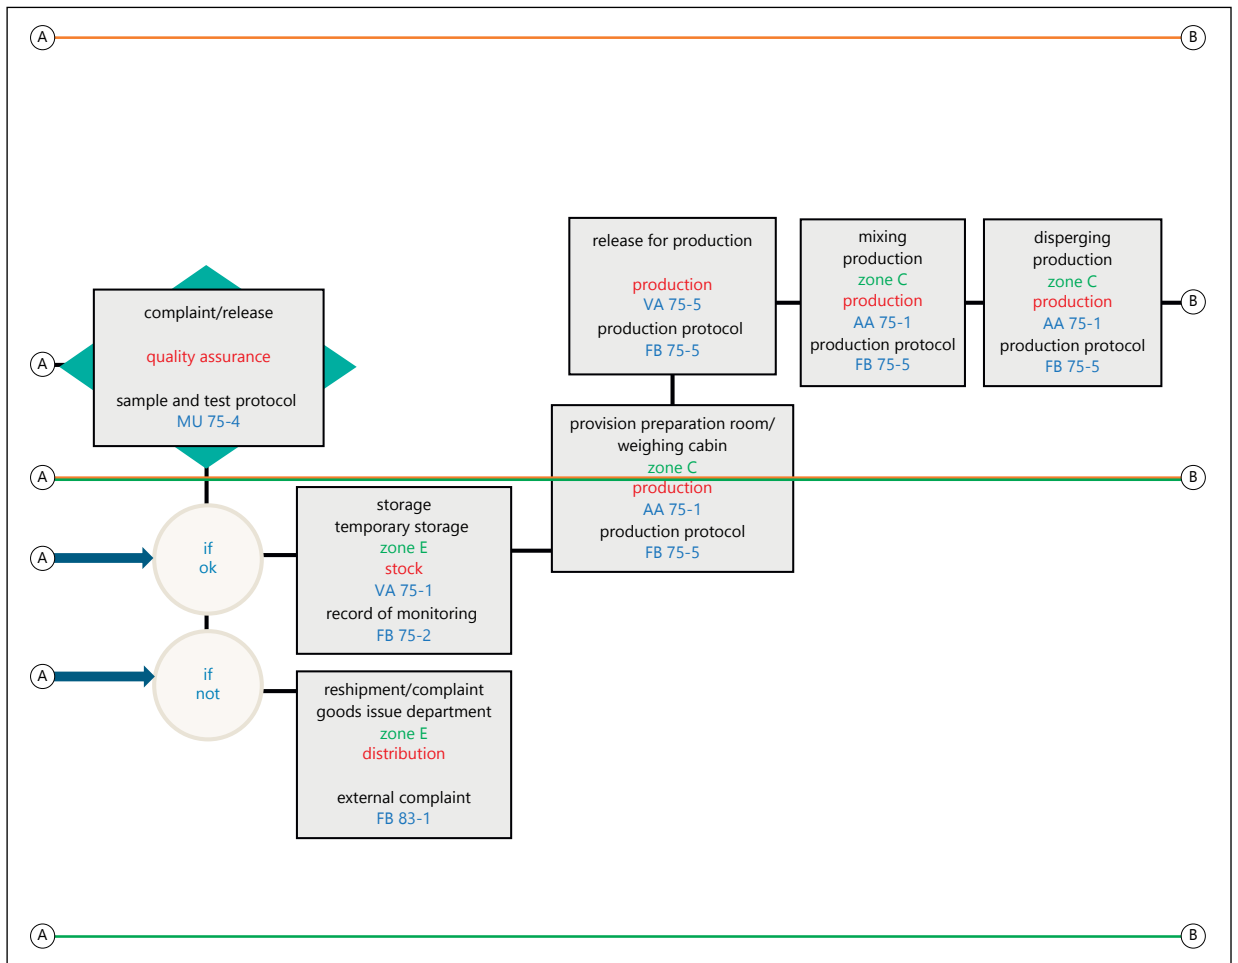 A
B
release for production
production
VA 75-5
production protocol
FB 75-5
mixing
production
zone C
production
AA 75-1
production protocol
FB 75-5
disperging
production
zone C
production
AA 75-1
production protocol
FB 75-5
B
A
complaint/release
quality assurance
sample and test protocol
MU 75-4
provision preparation room/
weighing cabin
zone C
production
AA 75-1
production protocol
FB 75-5
A
B
A
if
ok
storage
temporary storage
zone E
stock
VA 75-1
record of monitoring
FB 75-2
A
if
not
reshipment/complaint
goods issue department
zone E
distribution
external complaint
FB 83-1
A
B